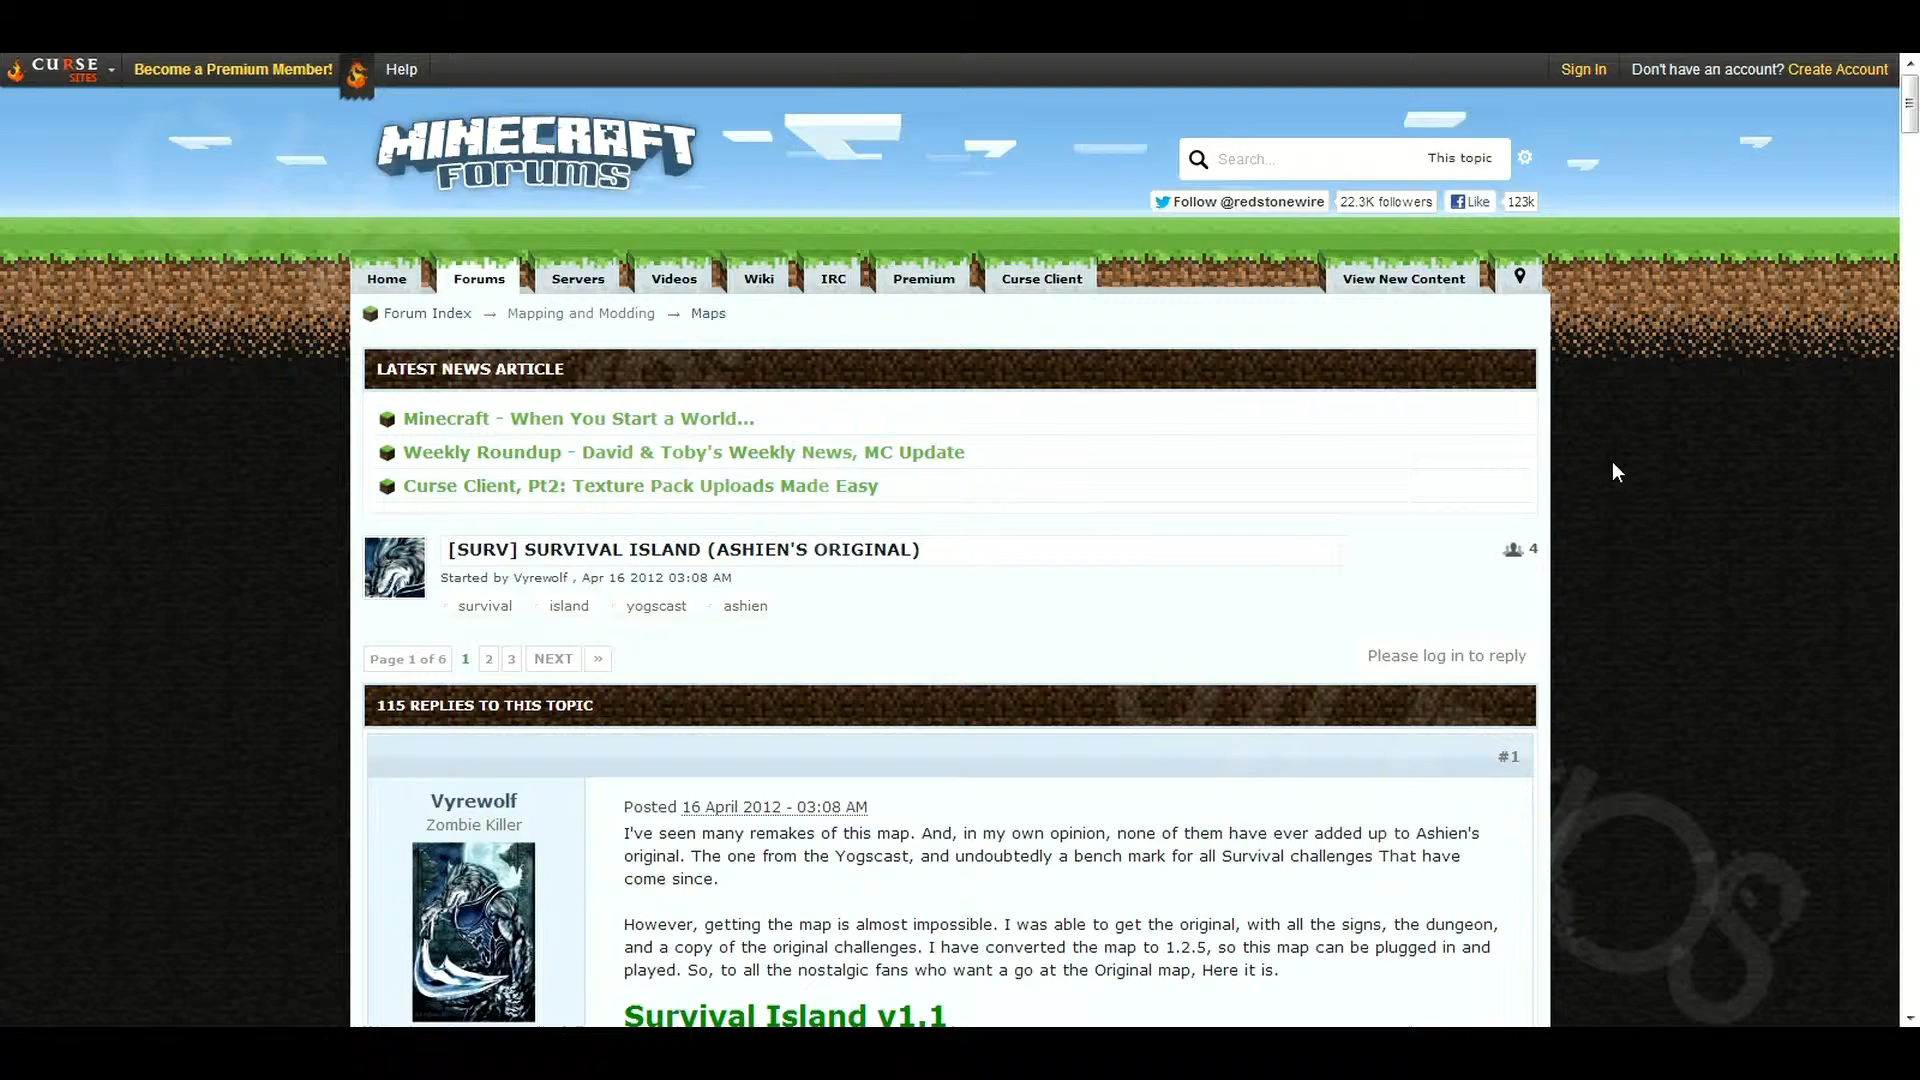 CURSE SITES Become a Premium Member! Help Sign In Don't have an account? Create Account
MINECRAFT
FORUMS
Search... This topic
Follow @redstonewire 22.3K followers Like 123k
Home Forums Servers Videos Wiki IRC Premium Curse Client View New Content
Forum Index → Mapping and Modding → Maps
LATEST NEWS ARTICLE
Minecraft - When You Start a World...
Weekly Roundup - David & Toby's Weekly News, MC Update
Curse Client, Pt2: Texture Pack Uploads Made Easy
[SURV] SURVIVAL ISLAND (ASHIEN'S ORIGINAL) 4
Started by Vyrewolf , Apr 16 2012 03:08 AM
survival island yogscast ashien
Page 1 of 6 1 2 3 NEXT » Please log in to reply
115 REPLIES TO THIS TOPIC
#1
Vyrewolf
Zombie Killer
Posted 16 April 2012 - 03:08 AM
I've seen many remakes of this map. And, in my own opinion, none of them have ever added up to Ashien's
original. The one from the Yogscast, and undoubtedly a bench mark for all Survival challenges That have
come since.
However, getting the map is almost impossible. I was able to get the original, with all the signs, the dungeon,
and a copy of the original challenges. I have converted the map to 1.2.5, so this map can be plugged in and
played. So, to all the nostalgic fans who want a go at the Original map, Here it is.
Survival Island v1.1